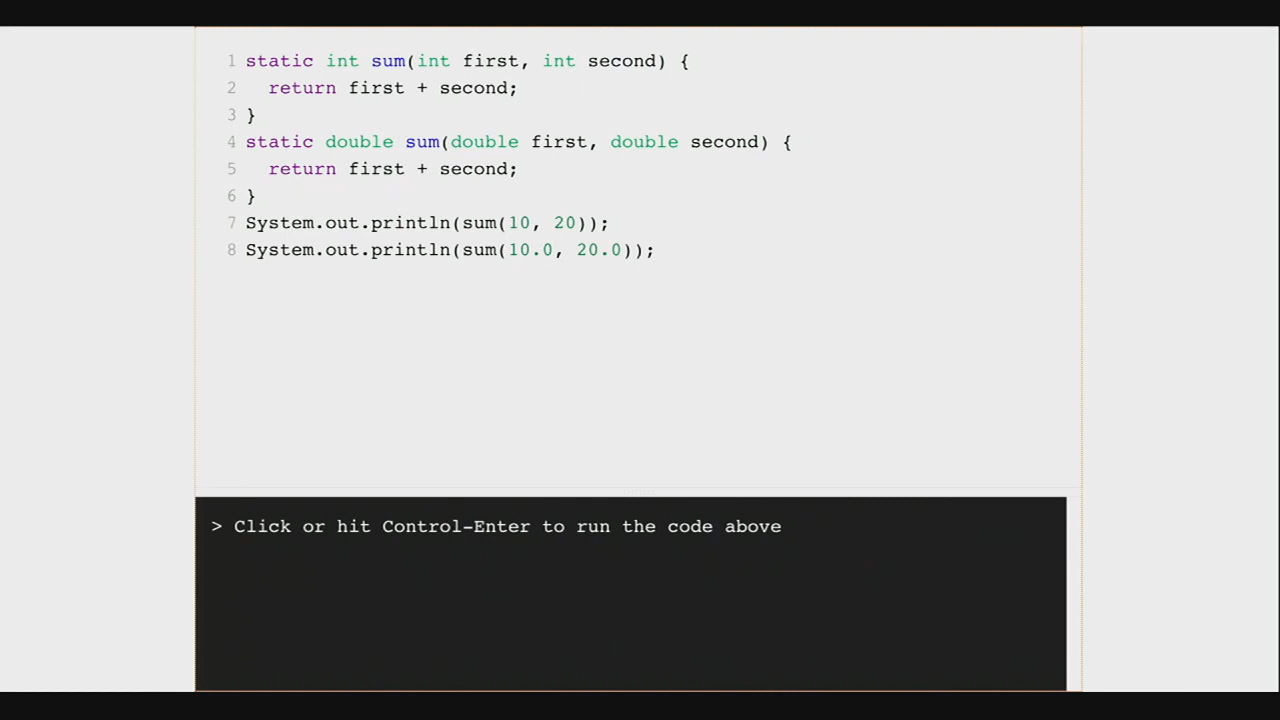 1 static int sum(int first, int second) {
2 return first + second;
3 }
4 static double sum(double first, double second) {
5 return first + second;
6 }
7 System.out.println(sum(10, 20));
8 System.out.println(sum(10.0, 20.0));
> Click or hit Control-Enter to run the code above